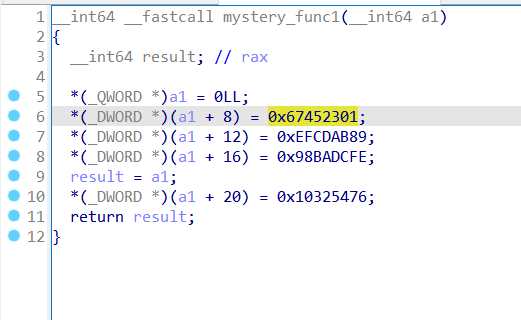 1 __int64 __fastcall mystery_func1(__int64 a1)
2 {
3   __int64 result; // rax
4
5   *(_QWORD *)a1 = 0LL;
6   *(_DWORD *)(a1 + 8) = 0x67452301;
7   *(_DWORD *)(a1 + 12) = 0xEFCDAB89;
8   *(_DWORD *)(a1 + 16) = 0x98BADCFE;
9   result = a1;
10   *(_DWORD *)(a1 + 20) = 0x10325476;
11   return result;
12 }